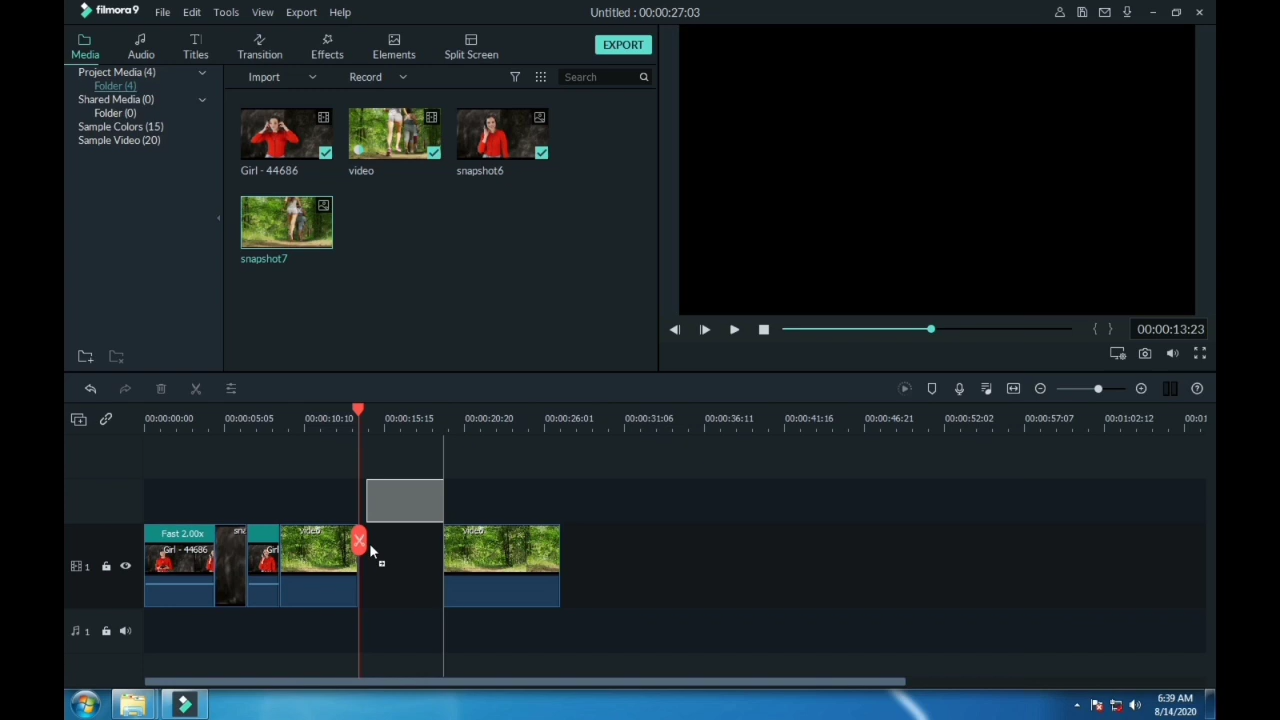 filmora9 File Edit Tools View Export Help Untitled : 00:00:27:03
Media Audio Titles Transition Effects Elements Split Screen EXPORT
Project Media (4)
Folder (4)
Shared Media (0)
Folder (0)
Sample Colors (15)
Sample Video (20)
Import Record Search
Girl - 44686 video snapshot6
snapshot7
{ } 00:00:13:23
00:00:00:00 00:00:05:05 00:00:10:10 00:00:15:15 00:00:20:20 00:00:26:01 00:00:31:06 00:00:36:11 00:00:41:16 00:00:46:21 00:00:52:02 00:00:57:07 00:01:02:12 00:01
Fast 2.00x sna video video
Girl - 44686 Girl
1
1
6:39 AM
8/14/2020